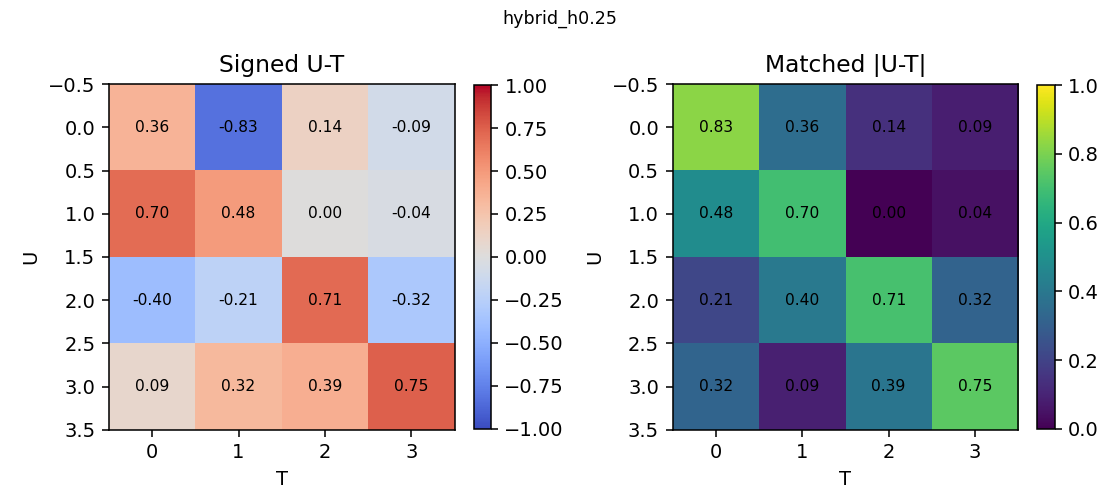 hybrid_h0.25
Signed U-T
−0.5
0.0
0.5
1.0
1.5
2.0
2.5
3.0
3.5
U
0.36 -0.83 0.14 -0.09
0.70 0.48 0.00 -0.04
-0.40 -0.21 0.71 -0.32
0.09 0.32 0.39 0.75
0 1 2 3
T
1.00
0.75
0.50
0.25
0.00
−0.25
−0.50
−0.75
−1.00
Matched |U-T|
−0.5
0.0
0.5
1.0
1.5
2.0
2.5
3.0
3.5
U
0.83 0.36 0.14 0.09
0.48 0.70 0.00 0.04
0.21 0.40 0.71 0.32
0.32 0.09 0.39 0.75
0 1 2 3
T
1.0
0.8
0.6
0.4
0.2
0.0